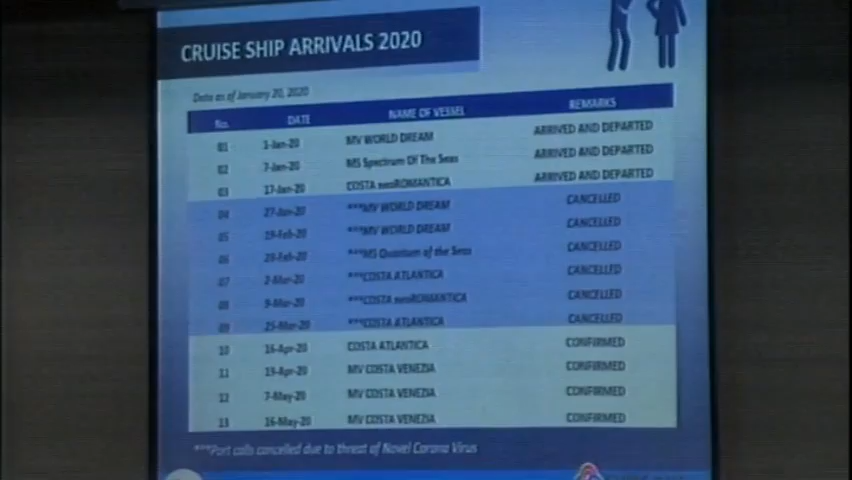 CRUISE SHIP ARRIVALS 2020
Data as of January 20, 2020
No. DATE NAME OF VESSEL REMARKS
01 1-Jan-20 MV WORLD DREAM ARRIVED AND DEPARTED
02 7-Jan-20 MS Spectrum Of The Seas ARRIVED AND DEPARTED
03 17-Jan-20 COSTA neoROMANTICA ARRIVED AND DEPARTED
04 27-Jan-20 ***MV WORLD DREAM CANCELLED
05 19-Feb-20 ***MV WORLD DREAM CANCELLED
06 28-Feb-20 ***MS Quantum of the Seas CANCELLED
07 2-Mar-20 ***COSTA ATLANTICA CANCELLED
08 9-Mar-20 ***COSTA neoROMANTICA CANCELLED
09 25-Mar-20 ***COSTA ATLANTICA CANCELLED
10 16-Apr-20 COSTA ATLANTICA CONFIRMED
11 MV COSTA VENEZIA CONFIRMED
12 7-May-20 MV COSTA VENEZIA CONFIRMED
13 16-May-20 MV COSTA VENEZIA CONFIRMED
***Port calls cancelled due to threat of Novel Corona Virus